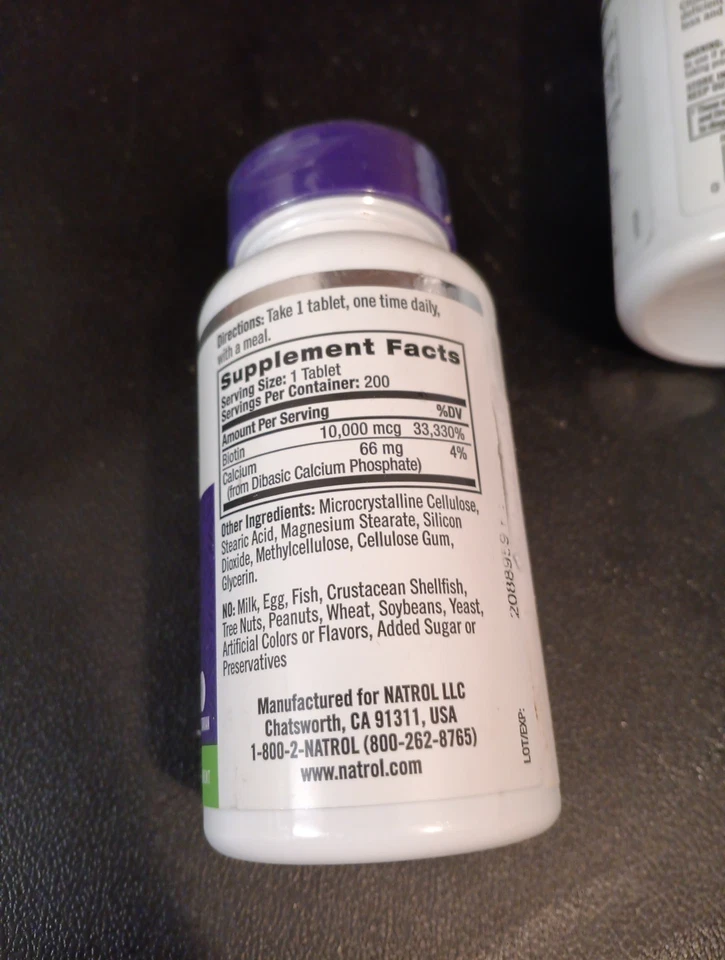 Directions: Take 1 tablet, one time daily,
with a meal.
Supplement Facts
Serving Size: 1 Tablet
Servings Per Container: 200
Amount Per Serving %DV
Biotin 10,000 mcg 33,330%
Calcium 66 mg 4%
(from Dibasic Calcium Phosphate)
Other Ingredients: Microcrystalline Cellulose,
Stearic Acid, Magnesium Stearate, Silicon
Dioxide, Methylcellulose, Cellulose Gum,
Glycerin.
NO: Milk, Egg, Fish, Crustacean Shellfish,
Tree Nuts, Peanuts, Wheat, Soybeans, Yeast,
Artificial Colors or Flavors, Added Sugar or
Preservatives
Manufactured for NATROL LLC
Chatsworth, CA 91311, USA
1-800-2-NATROL (800-262-8765)
www.natrol.com
LOT/EXP:
WARNING: